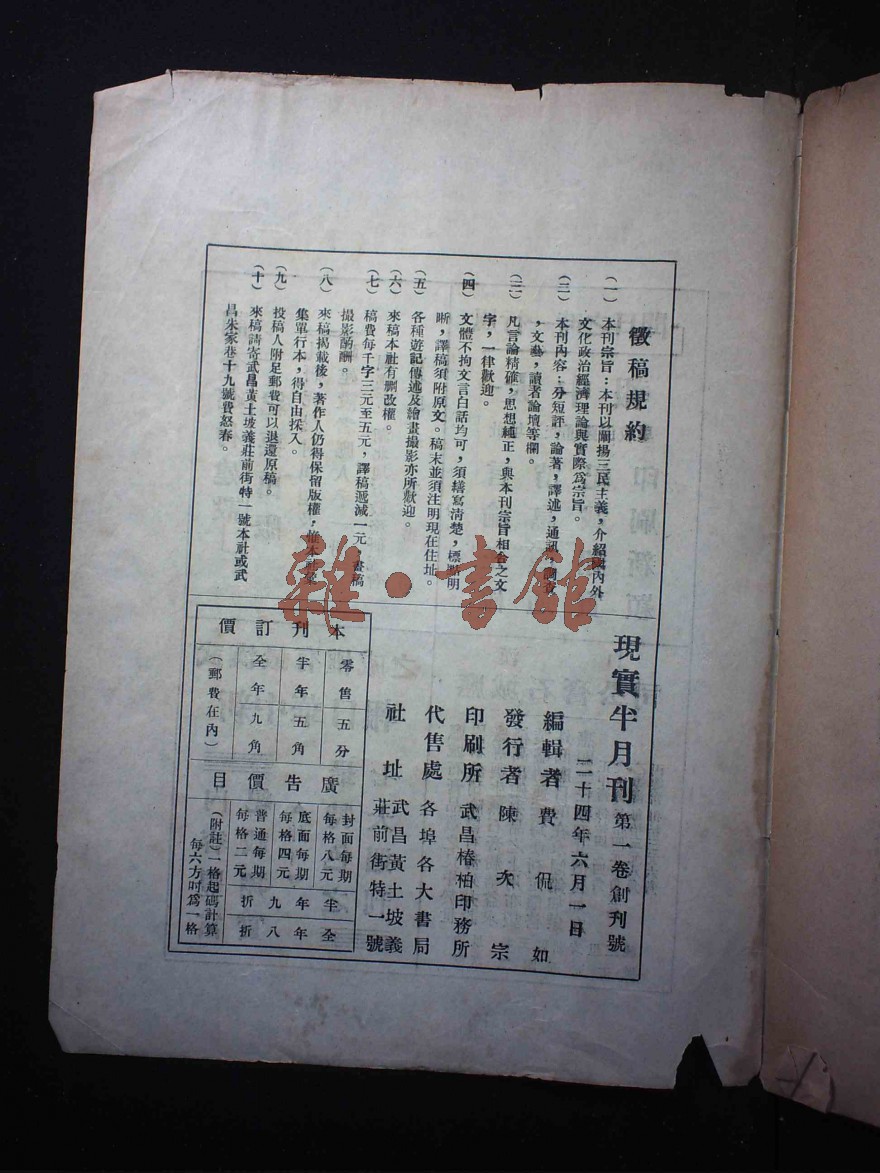 徵稿規約
(一) 本刊宗旨：本刊以闡揚三民主義，介紹國內外
文化政治經濟理論與實際為宗旨。
(二) 本刊內容：分短評，論著，譯述，通訊，
，文藝，讀者論壇等欄。
(三) 凡言論精確，思想純正，與本刊宗旨相合之文
字，一律歡迎。
(四) 文體不拘文言白話均可，須繕寫清楚，標點明
晰，譯稿須附原文。稿末並須注明現在住址。
(五) 各種遊記傳述及繪畫攝影亦所歡迎。
(六) 來稿本社有刪改權。
(七) 稿費每千字三元至五元，譯稿遞減一元，畫稿
攝影酌酬。
(八) 來稿揭載後，著作人仍得保留版權，惟本社彙
集單行本，得自由採入。
(九) 投稿人附足郵費可以退還原稿。
(十) 來稿請寄武昌黃土坡義莊前街特一號本社或武
昌朱家巷十九號費恕春。
現實半月刊 第一卷創刊號
二十四年六月一日
編輯者 費侃如
發行者 陳次宗
印刷所 武昌椿柏印務所
代售處 各埠各大書局
社址 武昌黃土坡義
莊前街特一號
本刊訂價
零售 五分
半年 五角
全年 九角
(郵費在內)
廣告價目
封面每期每格八元
底面每期每格四元
普通每期每格二元
半年九折
全年八折
(附註)一格起碼計算
每六方吋為一格
雜·書館